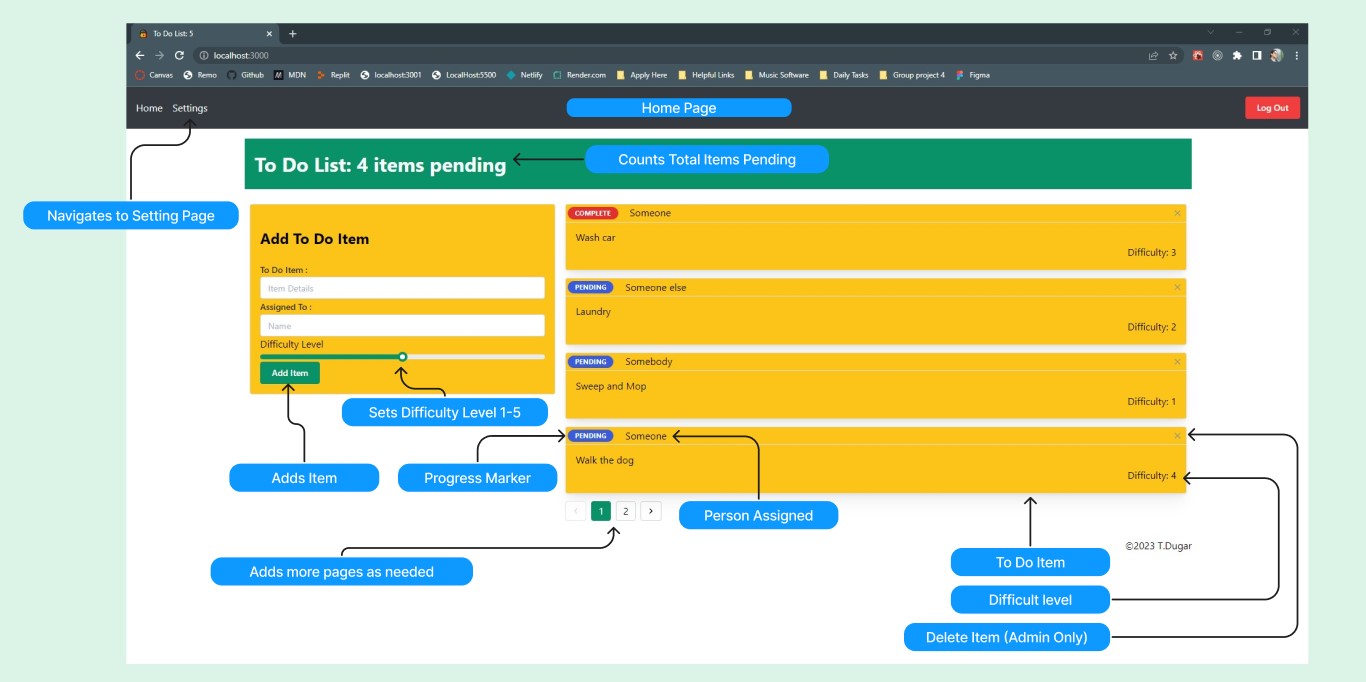 To Do List: 5
localhost:3000
Canvas Remo Github MDN Replit localhost:3001 LocalHost:5500 Netlify Render.com Apply Here Helpful Links Music Software Daily Tasks Group project 4 Figma
Home Settings Home Page Log Out
To Do List: 4 items pending
Counts Total Items Pending
Navigates to Setting Page
Add To Do Item
To Do Item :
Item Details
Assigned To :
Name
Difficulty Level
Add Item
Sets Difficulty Level 1-5
Adds Item
Progress Marker
COMPLETE Someone
Wash car
Difficulty: 3
PENDING Someone else
Laundry
Difficulty: 2
PENDING Somebody
Sweep and Mop
Difficulty: 1
PENDING Someone
Walk the dog
Difficulty: 4
1 2
Person Assigned
Adds more pages as needed
©2023 T.Dugar
To Do Item
Difficult level
Delete Item (Admin Only)